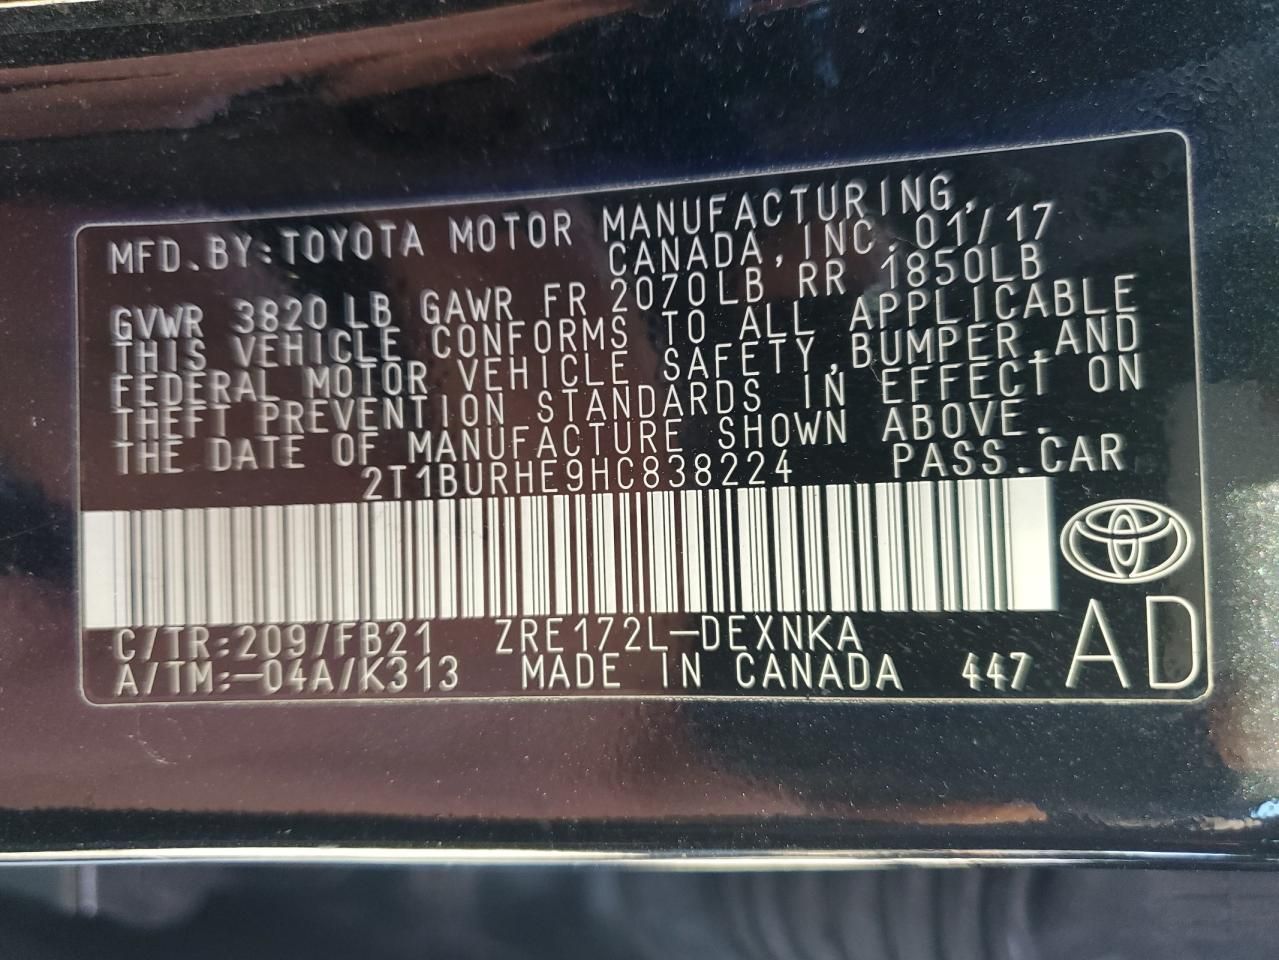 MFD.BY:TOYOTA MOTOR MANUFACTURING,
CANADA, INC. 01/17
GVWR 3820LB GAWR FR 2070LB RR 1850LB
THIS VEHICLE CONFORMS TO ALL APPLICABLE
FEDERAL MOTOR VEHICLE SAFETY, BUMPER, AND
THEFT PREVENTION STANDARDS IN EFFECT ON
THE DATE OF MANUFACTURE SHOWN ABOVE.
2T1BURHE9HC838224 PASS.CAR
C/TR:209/FB21 ZRE172L-DEXNKA
A/TM:-04A/K313 MADE IN CANADA 447 AD